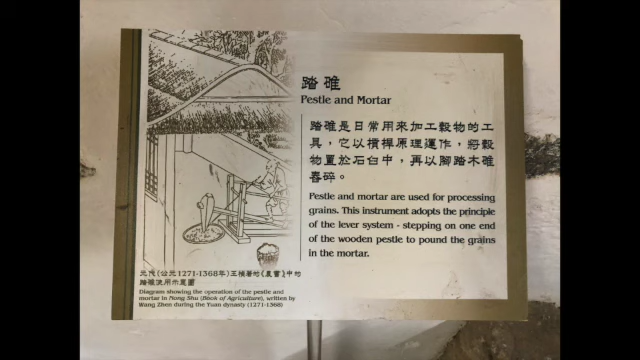 踏碓
Pestle and Mortar
踏碓是日常用來加工穀物的工
具，它以槓桿原理運作，將穀
物置於石臼中，再以腳踏木碓
舂碎。
Pestle and mortar are used for processing
grains. This instrument adopts the principle
of the lever system - stepping on one end
of the wooden pestle to pound the grains
in the mortar.
元代(公元1271-1368年)王禎著的《農書》中的
踏碓使用示意圖
Diagram showing the operation of the pestle and
mortar in Nong Shu (Book of Agriculture), written by
Wang Zhen during the Yuan dynasty (1271-1368)